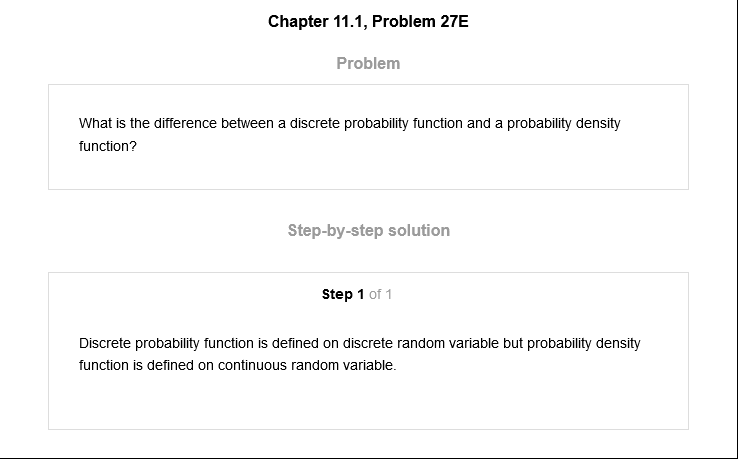 Chapter 11.1, Problem 27E
Problem
What is the difference between a discrete probability function and a probability density
function?
Step-by-step solution
Step 1 of 1
Discrete probability function is defined on discrete random variable but probability density
function is defined on continuous random variable.